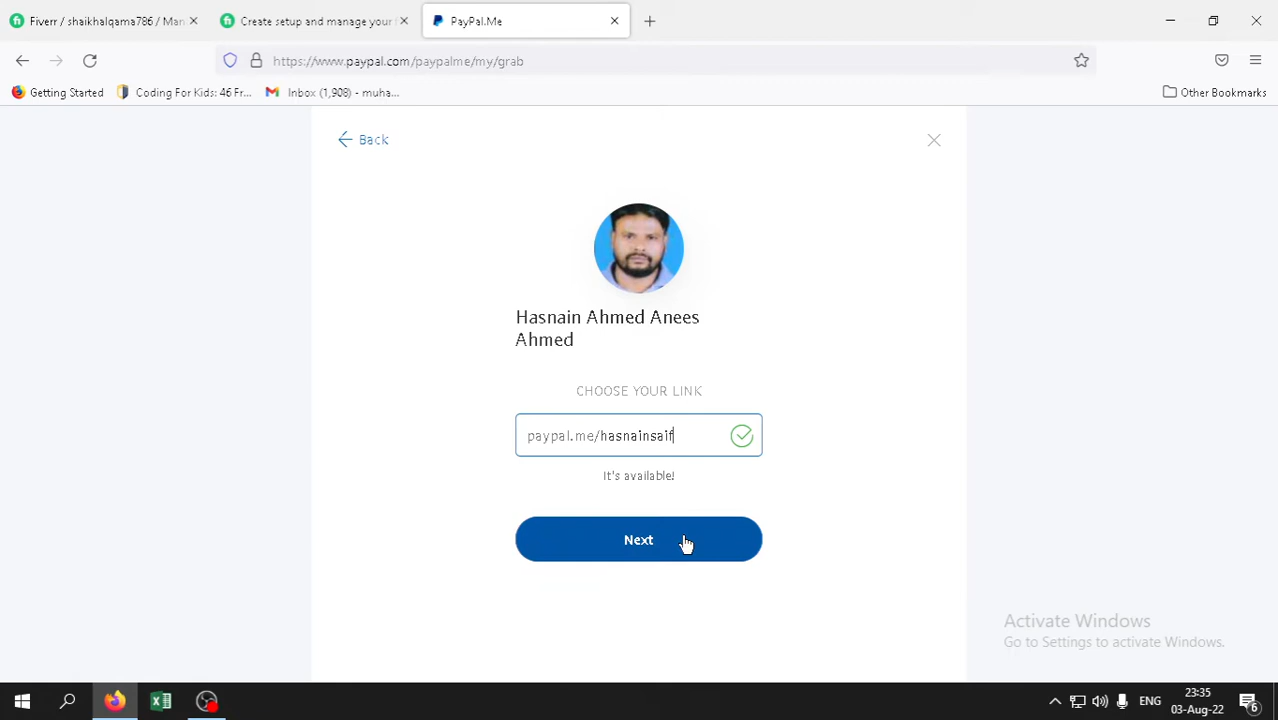 Fiverr / shaikhalqama786 / Man
Create setup and manage your f
PayPal.Me
https://www.paypal.com/paypalme/my/grab
Getting Started
Coding For Kids: 46 Fr...
Inbox (1,908) - muha...
Other Bookmarks
Back
Hasnain Ahmed Anees
Ahmed
CHOOSE YOUR LINK
paypal.me/hasnainsaif
It's available!
Next
Activate Windows
Go to Settings to activate Windows.
ENG
23:35
03-Aug-22
6